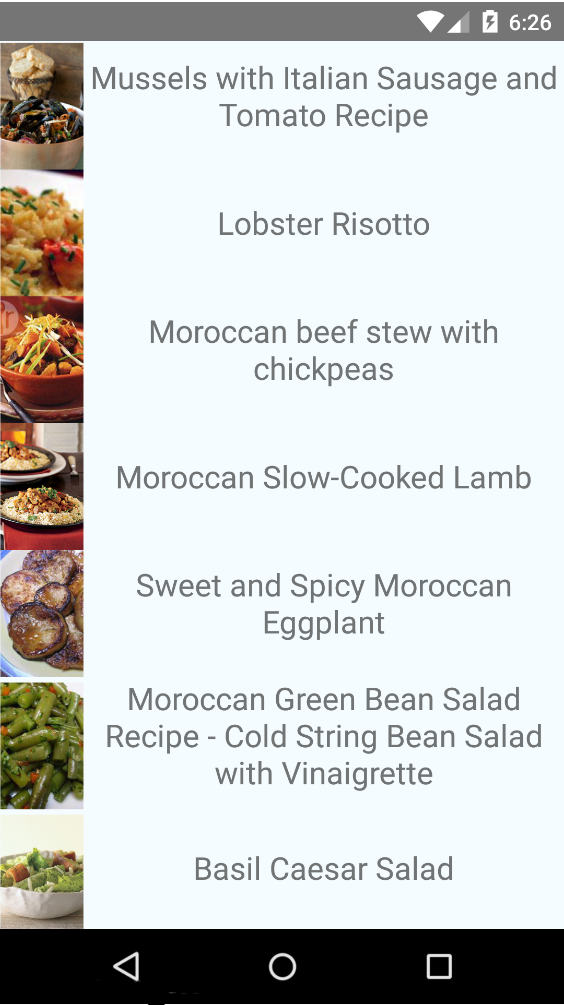 6:26
Mussels with Italian Sausage and
Tomato Recipe
Lobster Risotto
Moroccan beef stew with
chickpeas
Moroccan Slow-Cooked Lamb
Sweet and Spicy Moroccan
Eggplant
Moroccan Green Bean Salad
Recipe - Cold String Bean Salad
with Vinaigrette
Basil Caesar Salad